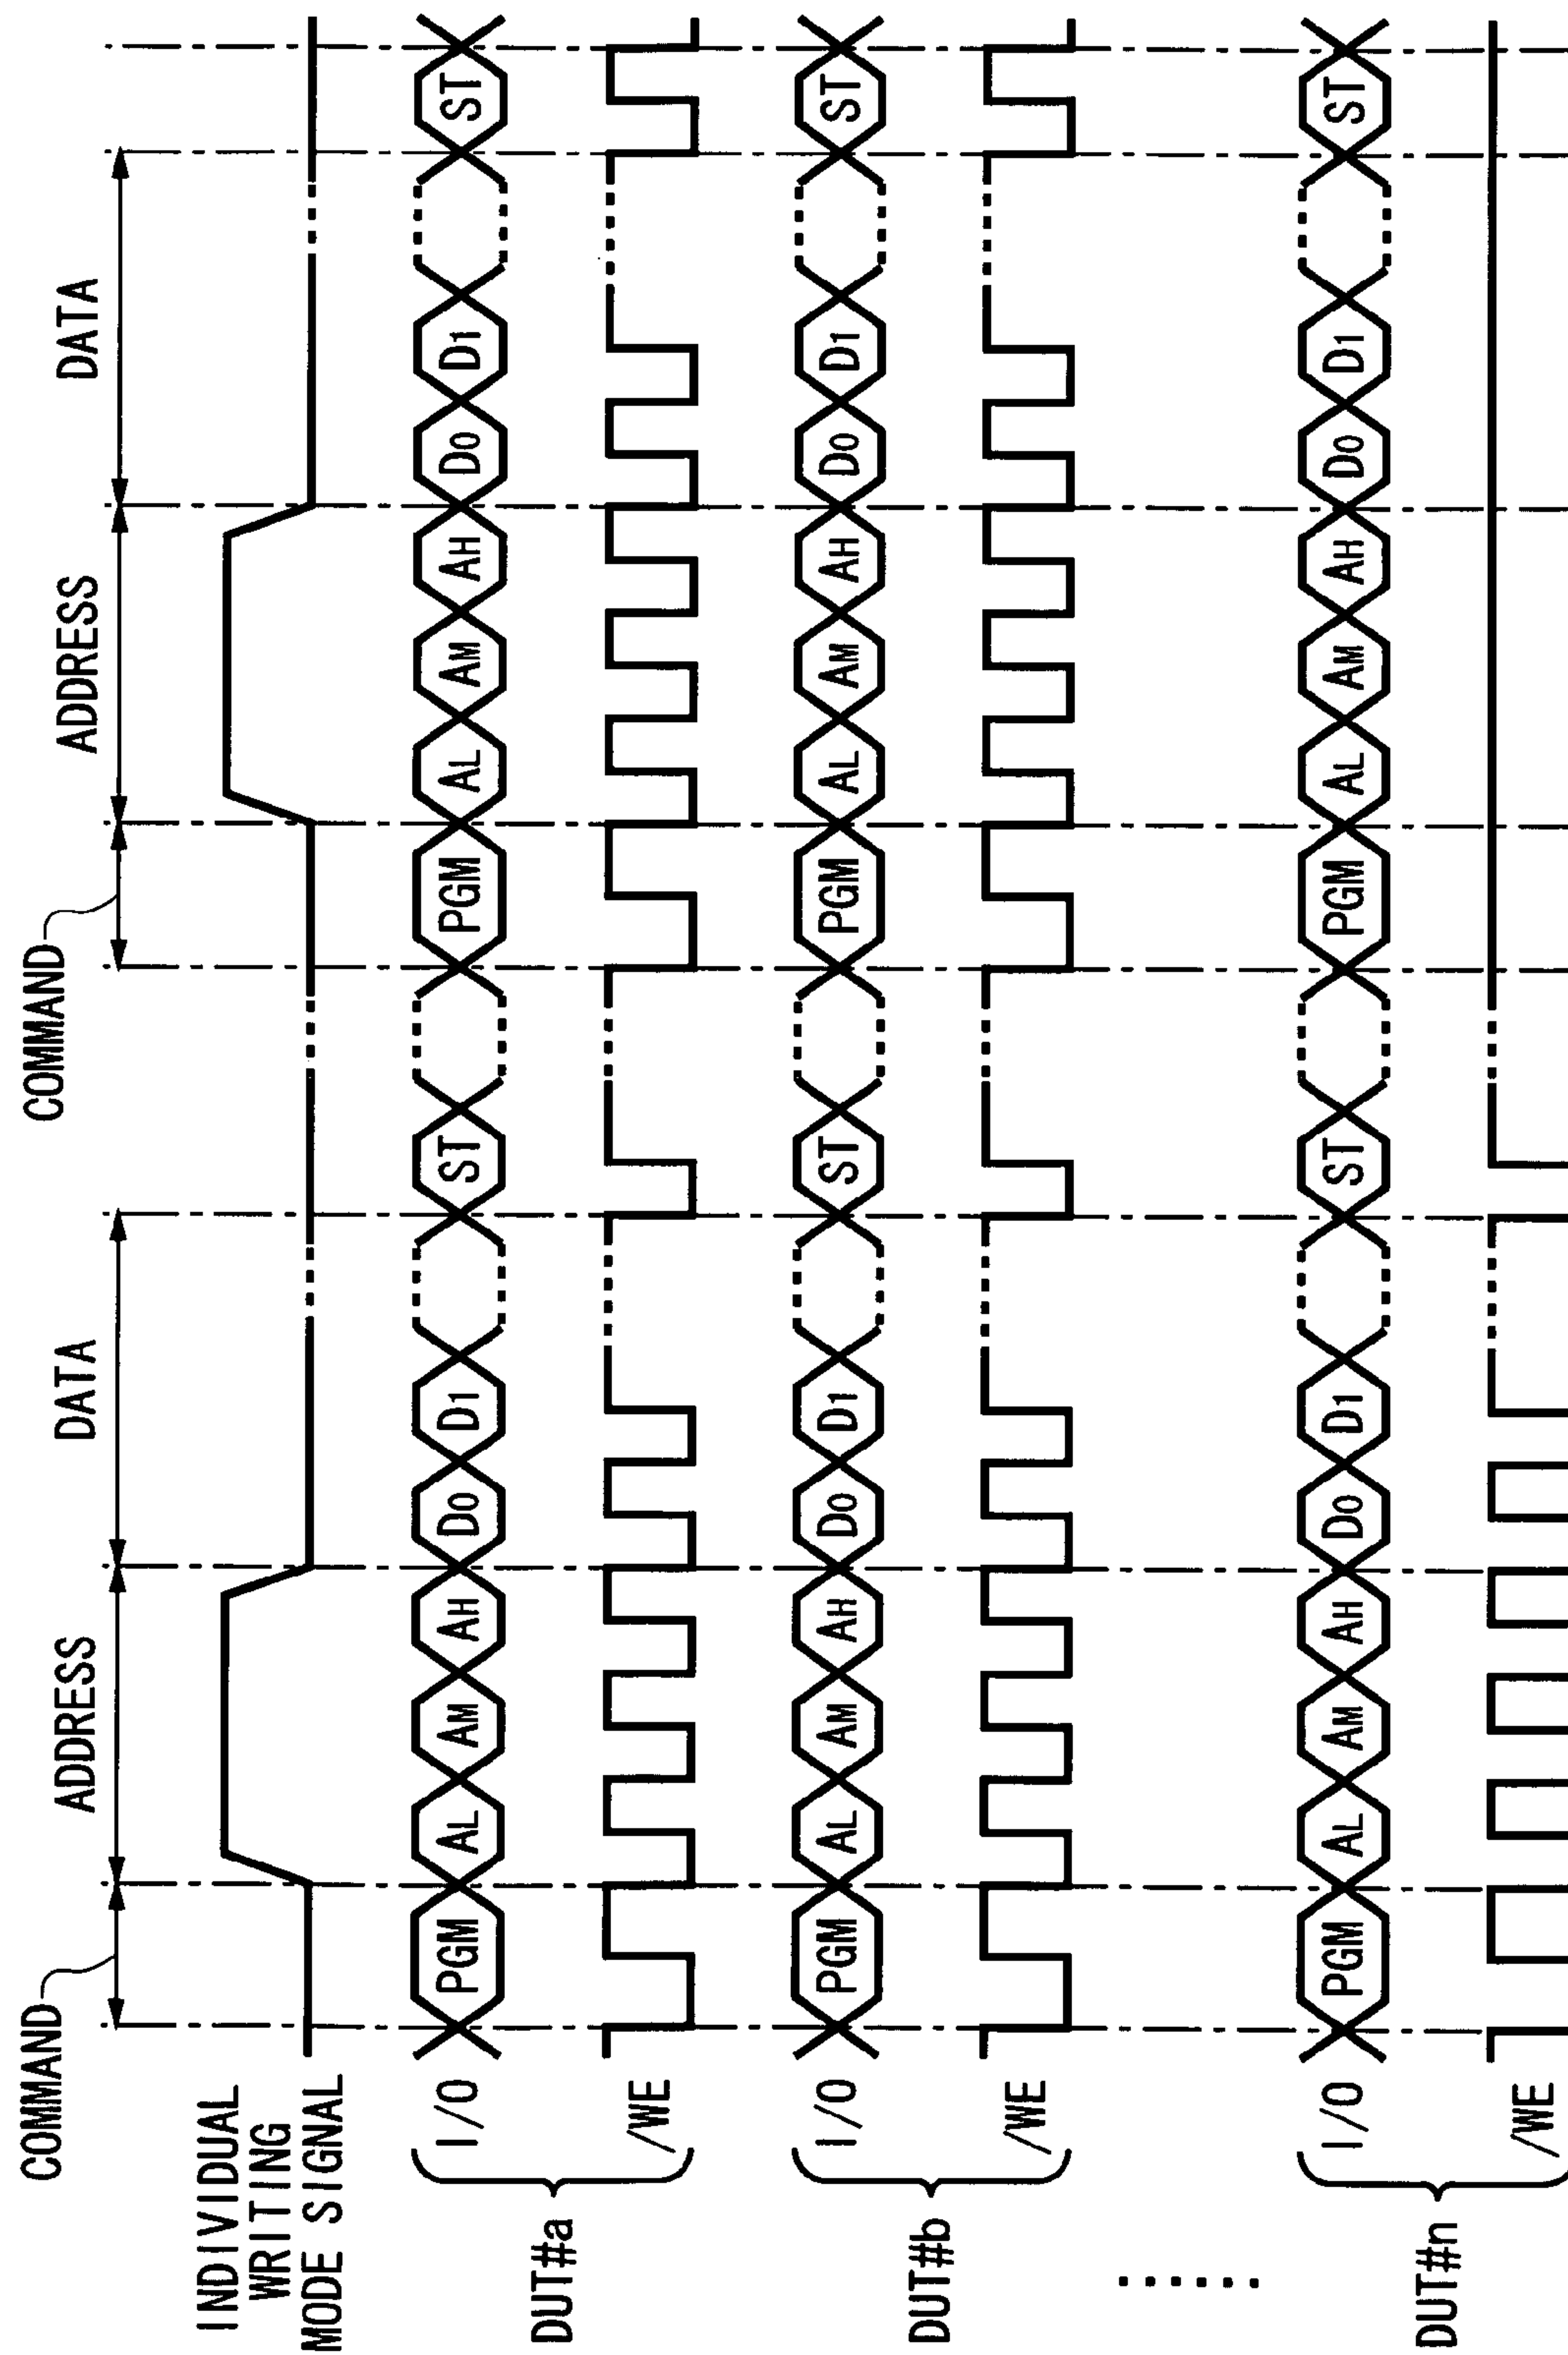 COMMAND ADDRESS DATA COMMAND ADDRESS DATA
INDIVIDUAL
WRITING
MODE SIGNAL
DUT#a
I/O PGM AL AM AH D0 D1 ST PGM AL AM AH D0 D1 ST
/WE
DUT#b
I/O PGM AL AM AH D0 D1 ST PGM AL AM AH D0 D1 ST
/WE
......
DUT#n
I/O PGM AL AM AH D0 D1 ST PGM AL AM AH D0 D1 ST
/WE